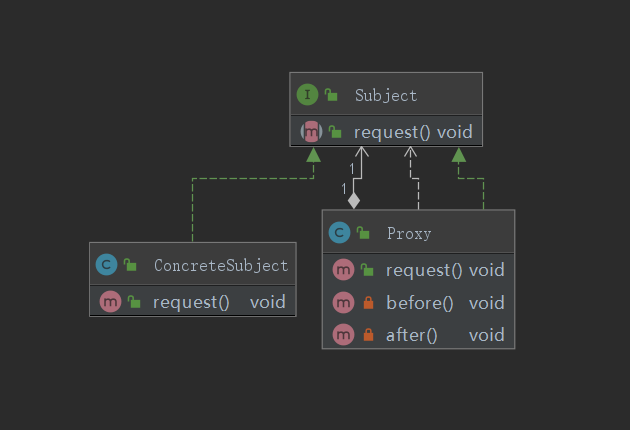 I Subject
m request() void
1
1
C Proxy
C ConcreteSubject
m request() void
m request() void
m before() void
m after() void